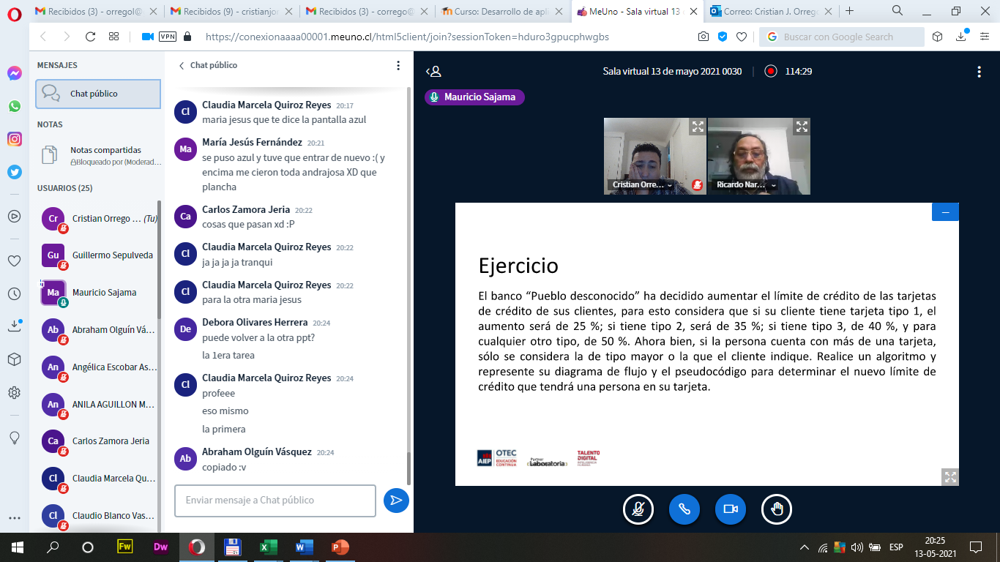 Recibidos (3) - orregol@
Recibidos (9) - cristianjor
Recibidos (3) - corrego@
Curso: Desarrollo de apli
MeUno - Sala virtual 13
Correo: Cristian J. Orreg
VPN
https://conexionaaaa00001.meuno.cl/html5client/join?sessionToken=hduro3gpucphwgbs
Buscar con Google Search
MENSAJES
Chat público
NOTAS
Notas compartidas
Bloqueado por (Moderad...
USUARIOS (25)
Cr
Cristian Orrego ... (Tu)
Gu
Guillermo Sepulveda
Ma
Mauricio Sajama
Ab
Abraham Olguín Vá...
An
Angélica Escobar As...
An
ANILA AGUILLON M...
Ca
Carlos Zamora Jeria
Cl
Claudia Marcela Qu...
Cl
Claudio Blanco Vas...
Chat público
Cl
Claudia Marcela Quiroz Reyes 20:17
maria jesus que te dice la pantalla azul
Ma
María Jesús Fernández 20:21
se puso azul y tuve que entrar de nuevo :( y
encima me cieron toda andrajosa XD que
plancha
Ca
Carlos Zamora Jeria 20:22
cosas que pasan xd :P
Cl
Claudia Marcela Quiroz Reyes 20:22
ja ja ja ja tranqui
Cl
Claudia Marcela Quiroz Reyes 20:22
para la otra maria jesus
De
Debora Olivares Herrera 20:24
puede volver a la otra ppt?
la 1era tarea
Cl
Claudia Marcela Quiroz Reyes 20:24
profeee
eso mismo
la primera
Ab
Abraham Olguín Vásquez 20:24
copiado :v
Enviar mensaje a Chat público
Sala virtual 13 de mayo 2021 0030
114:29
Mauricio Sajama
Cristian Orre...
Ricardo Nar...
Ejercicio
El banco “Pueblo desconocido” ha decidido aumentar el límite de crédito de las tarjetas
de crédito de sus clientes, para esto considera que si su cliente tiene tarjeta tipo 1, el
aumento será de 25 %; si tiene tipo 2, será de 35 %; si tiene tipo 3, de 40 %, y para
cualquier otro tipo, de 50 %. Ahora bien, si la persona cuenta con más de una tarjeta,
sólo se considera la de tipo mayor o la que el cliente indique. Realice un algoritmo y
represente su diagrama de flujo y el pseudocódigo para determinar el nuevo límite de
crédito que tendrá una persona en su tarjeta.
AIEP
OTEC
EDUCACIÓN
CONTINUA
Partner
Laboratoria
TALENTO
DIGITAL
Fw
Dw
ESP
20:25
13-05-2021